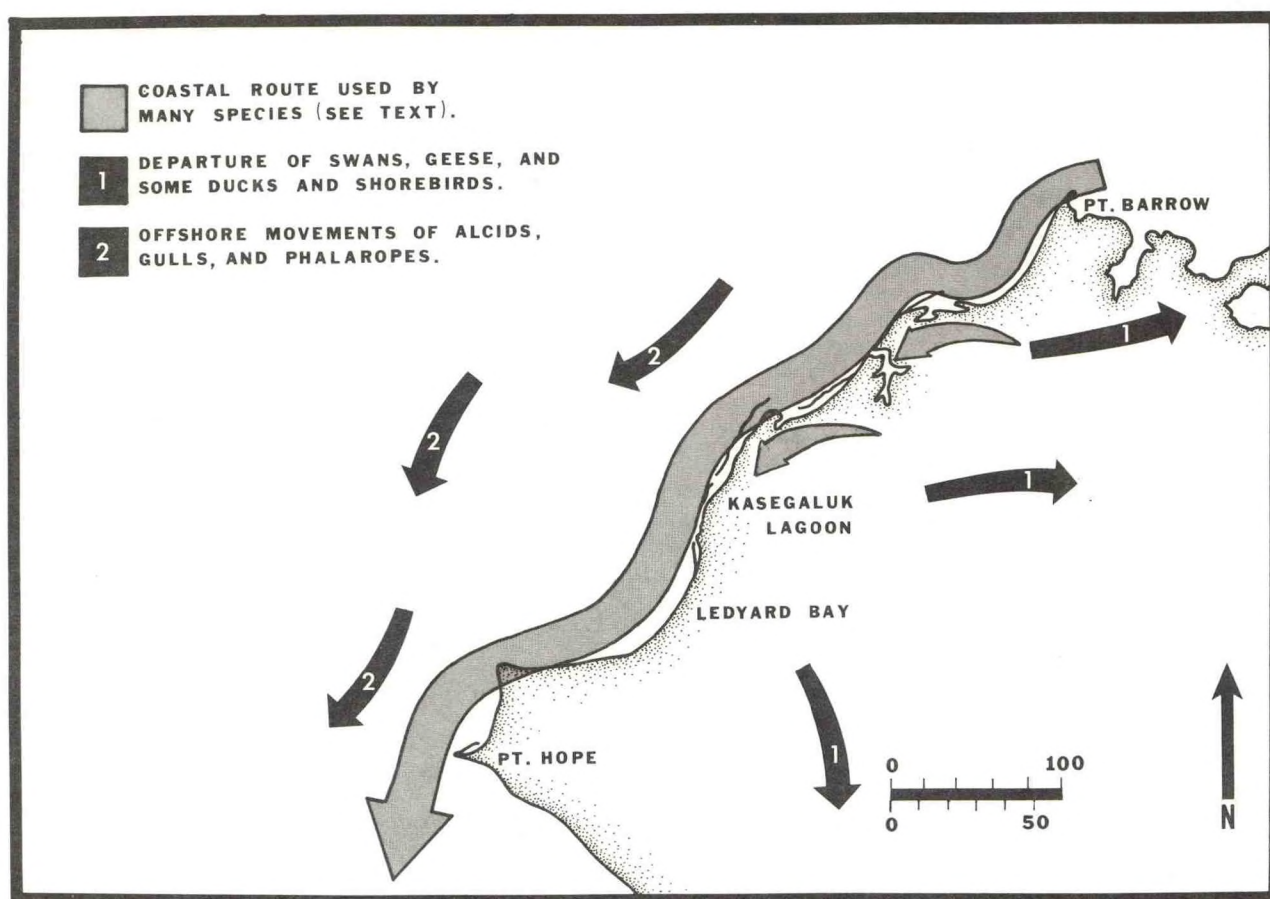 COASTAL ROUTE USED BY
MANY SPECIES (SEE TEXT).
1
DEPARTURE OF SWANS, GEESE, AND
SOME DUCKS AND SHOREBIRDS.
2
OFFSHORE MOVEMENTS OF ALCIDS,
GULLS, AND PHALAROPES.
PT. BARROW
2
1
2
1
KASEGALUK
LAGOON
LEDYARD BAY
2
1
PT. HOPE
0 100
0 50
N